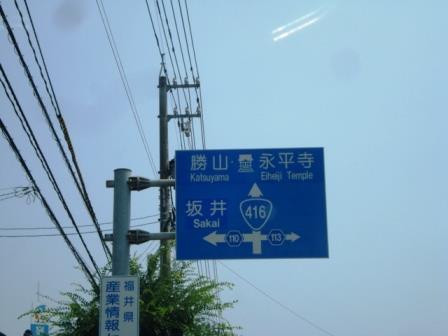 勝山・永平寺
Katsuyama Eiheiji Temple
坂井
Sakai
416
110 113
福井県
産業情報